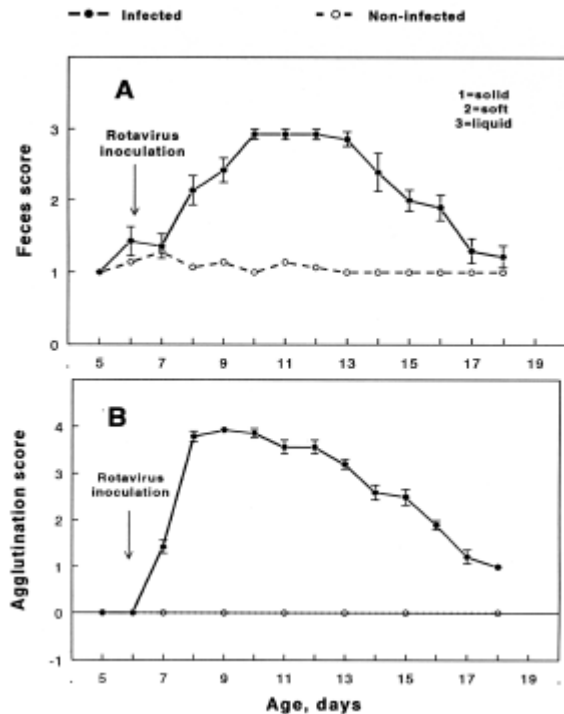 Infected Non-infected
A
1=solid
2=soft
3=liquid
Rotavirus
inoculation
Feces score
3
2
1
0
5 7 9 11 13 15 17 19
B
Rotavirus
inoculation
Agglutination score
4
3
2
1
0
-1
5 7 9 11 13 15 17 19
Age, days